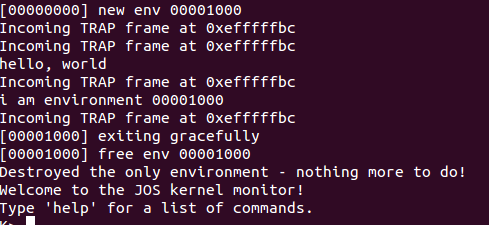 [00000000] new env 00001000
Incoming TRAP frame at 0xefffffbc
Incoming TRAP frame at 0xefffffbc
hello, world
Incoming TRAP frame at 0xefffffbc
i am environment 00001000
Incoming TRAP frame at 0xefffffbc
[00001000] exiting gracefully
[00001000] free env 00001000
Destroyed the only environment - nothing more to do!
Welcome to the JOS kernel monitor!
Type 'help' for a list of commands.
K>